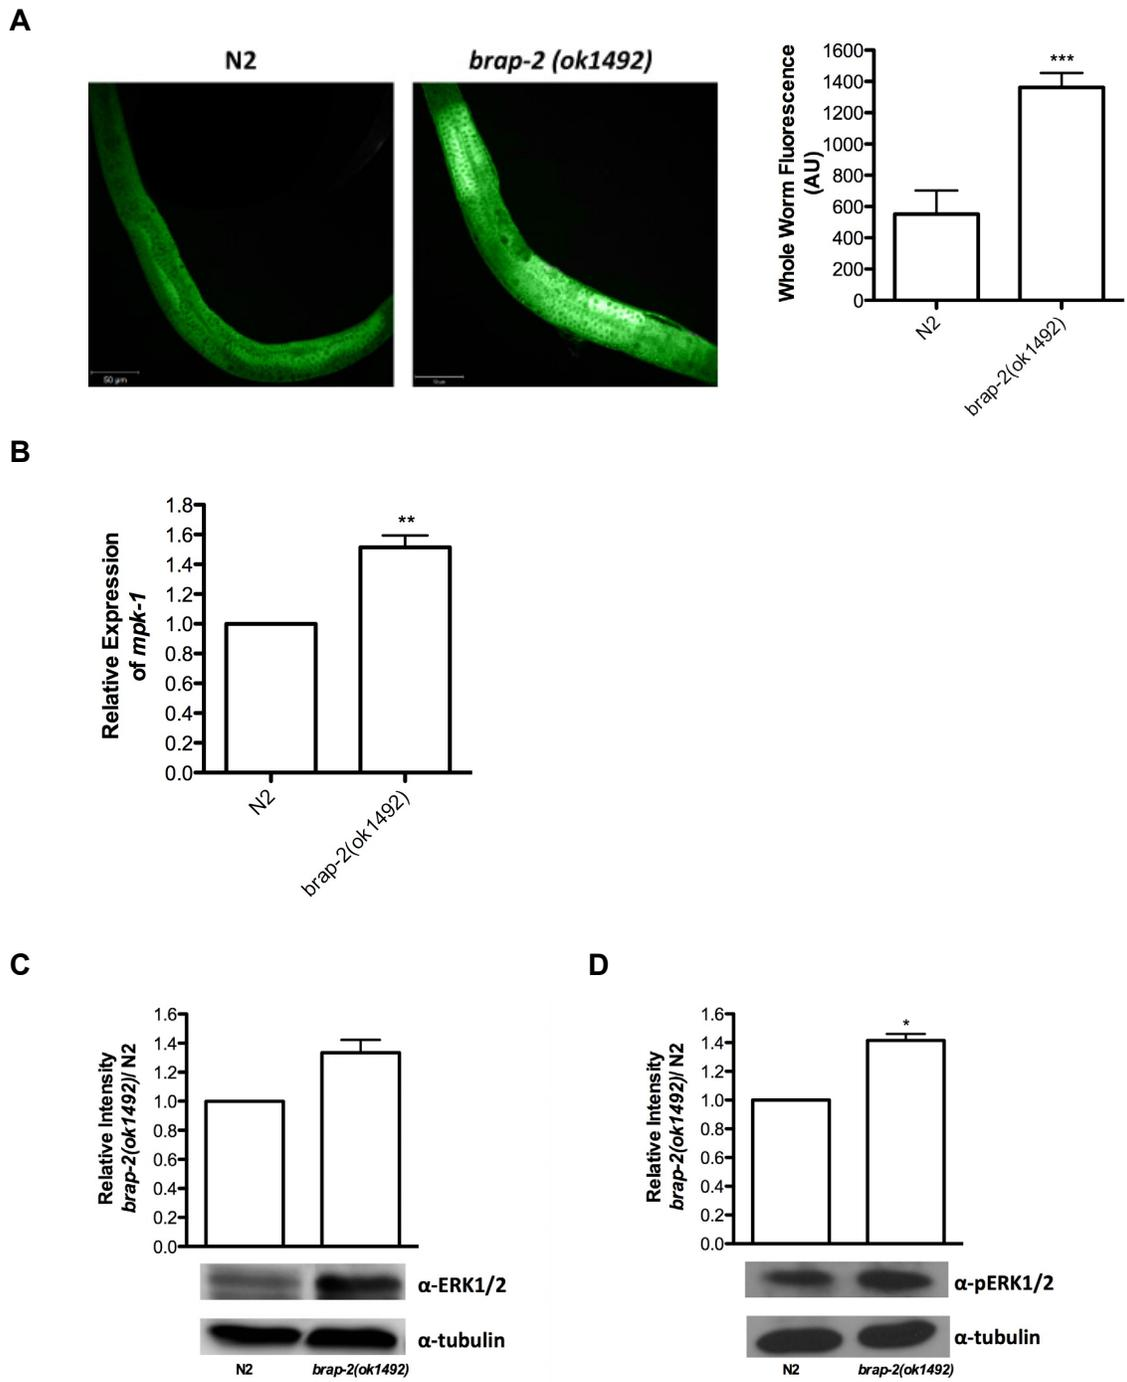 A
N2
brap-2 (ok1492)
50 µm
Whole Worm Fluorescence
(AU)
1600
1400
1200
1000
800
600
400
200
0
***
N2
brap-2(ok1492)
B
Relative Expression
of mpk-1
1.8
1.6
1.4
1.2
1.0
0.8
0.6
0.4
0.2
0.0
**
N2
brap-2(ok1492)
C
Relative Intensity
brap-2(ok1492)/ N2
1.6
1.4
1.2
1.0
0.8
0.6
0.4
0.2
0.0
α-ERK1/2
α-tubulin
N2
brap-2(ok1492)
D
Relative Intensity
brap-2(ok1492)/ N2
1.6
1.4
1.2
1.0
0.8
0.6
0.4
0.2
0.0
*
α-pERK1/2
α-tubulin
N2
brap-2(ok1492)